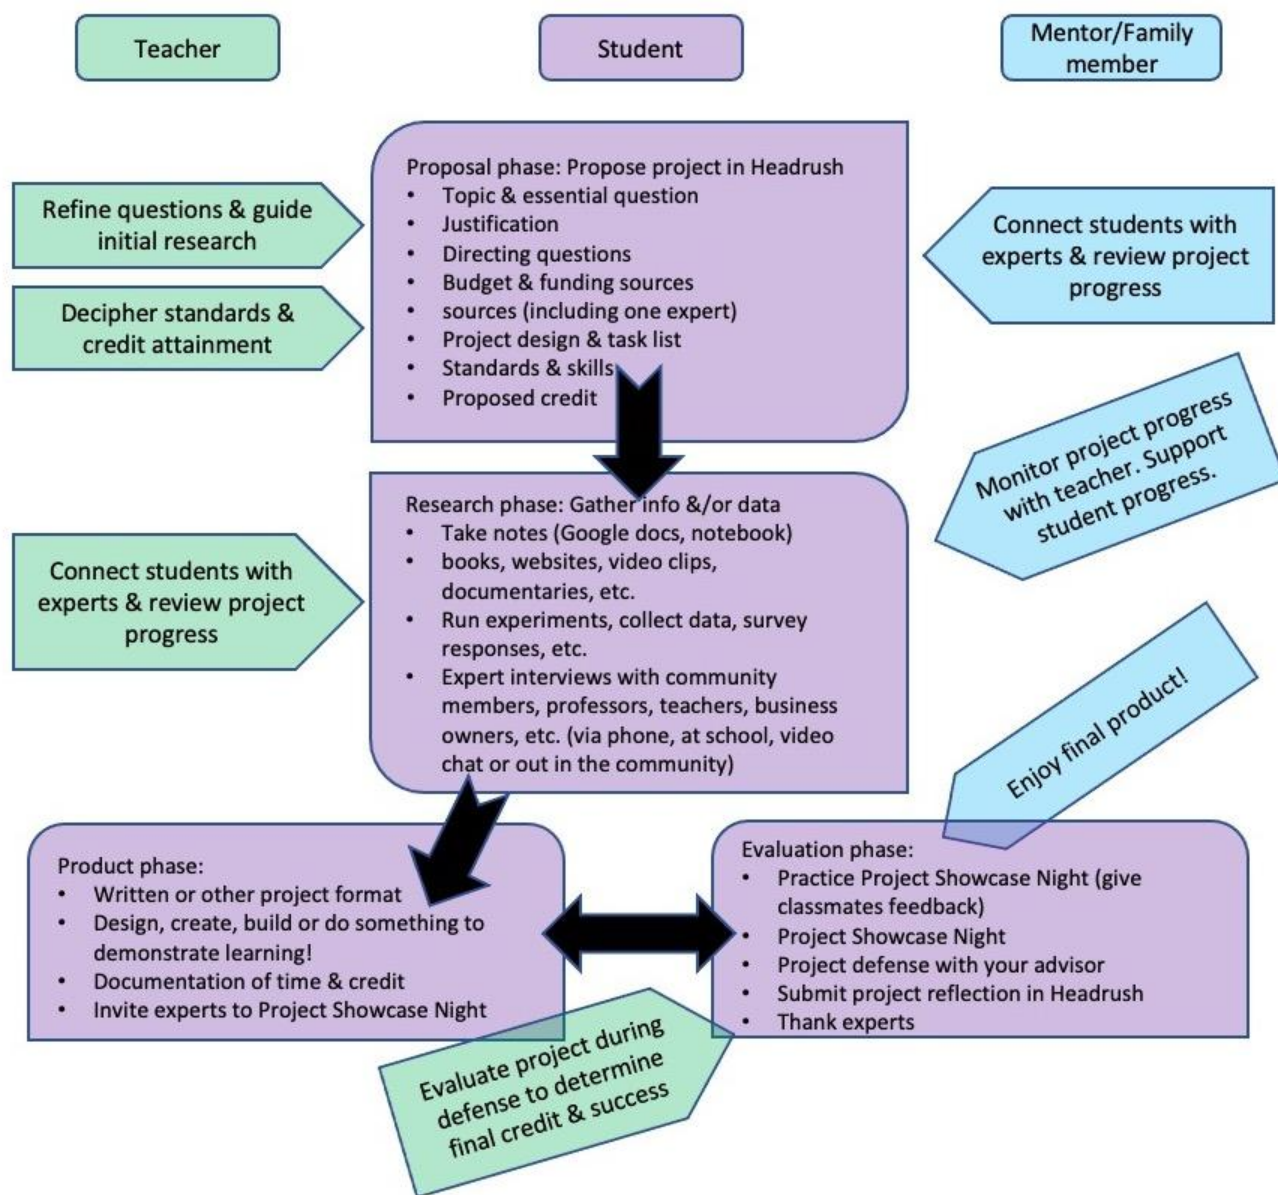 Teacher
Student
Mentor/Family
member
Proposal phase: Propose project in Headrush
• Topic & essential question
• Justification
• Directing questions
• Budget & funding sources
• sources (including one expert)
• Project design & task list
• Standards & skills
• Proposed credit
Refine questions & guide
initial research
Decipher standards &
credit attainment
Connect students with
experts & review project
progress
Monitor project progress
with teacher. Support
student progress.
Research phase: Gather info &/or data
• Take notes (Google docs, notebook)
• books, websites, video clips,
documentaries, etc.
• Run experiments, collect data, survey
responses, etc.
• Expert interviews with community
members, professors, teachers, business
owners, etc. (via phone, at school, video
chat or out in the community)
Connect students with
experts & review project
progress
Enjoy final product!
Product phase:
• Written or other project format
• Design, create, build or do something to
demonstrate learning!
• Documentation of time & credit
• Invite experts to Project Showcase Night
Evaluation phase:
• Practice Project Showcase Night (give
classmates feedback)
• Project Showcase Night
• Project defense with your advisor
• Submit project reflection in Headrush
• Thank experts
Evaluate project during
defense to determine
final credit & success